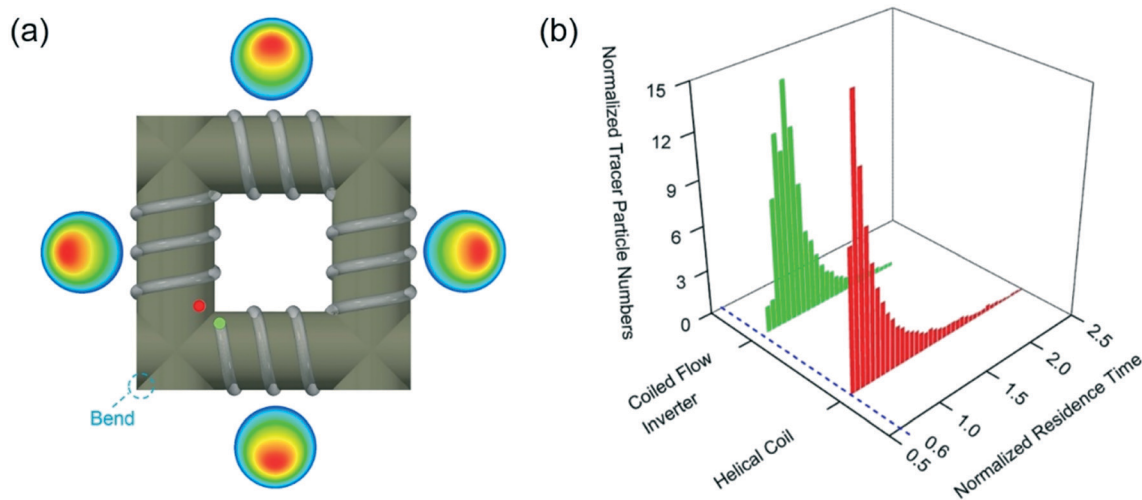 (a)
Bend
(b)
Normalized Tracer Particle Numbers
15
12
9
6
3
0
Coiled Flow
Inverter
Helical Coil
0.5
0.6
1.0
1.5
2.0
2.5
Normalized Residence Time